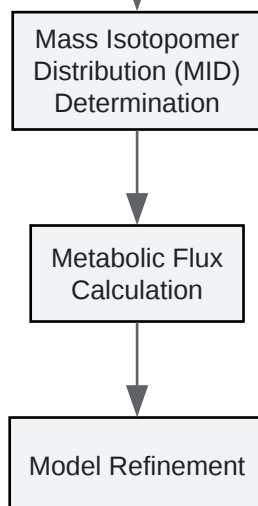 Mass Isotopomer
Distribution (MID)
Determination
Metabolic Flux
Calculation
Model Refinement